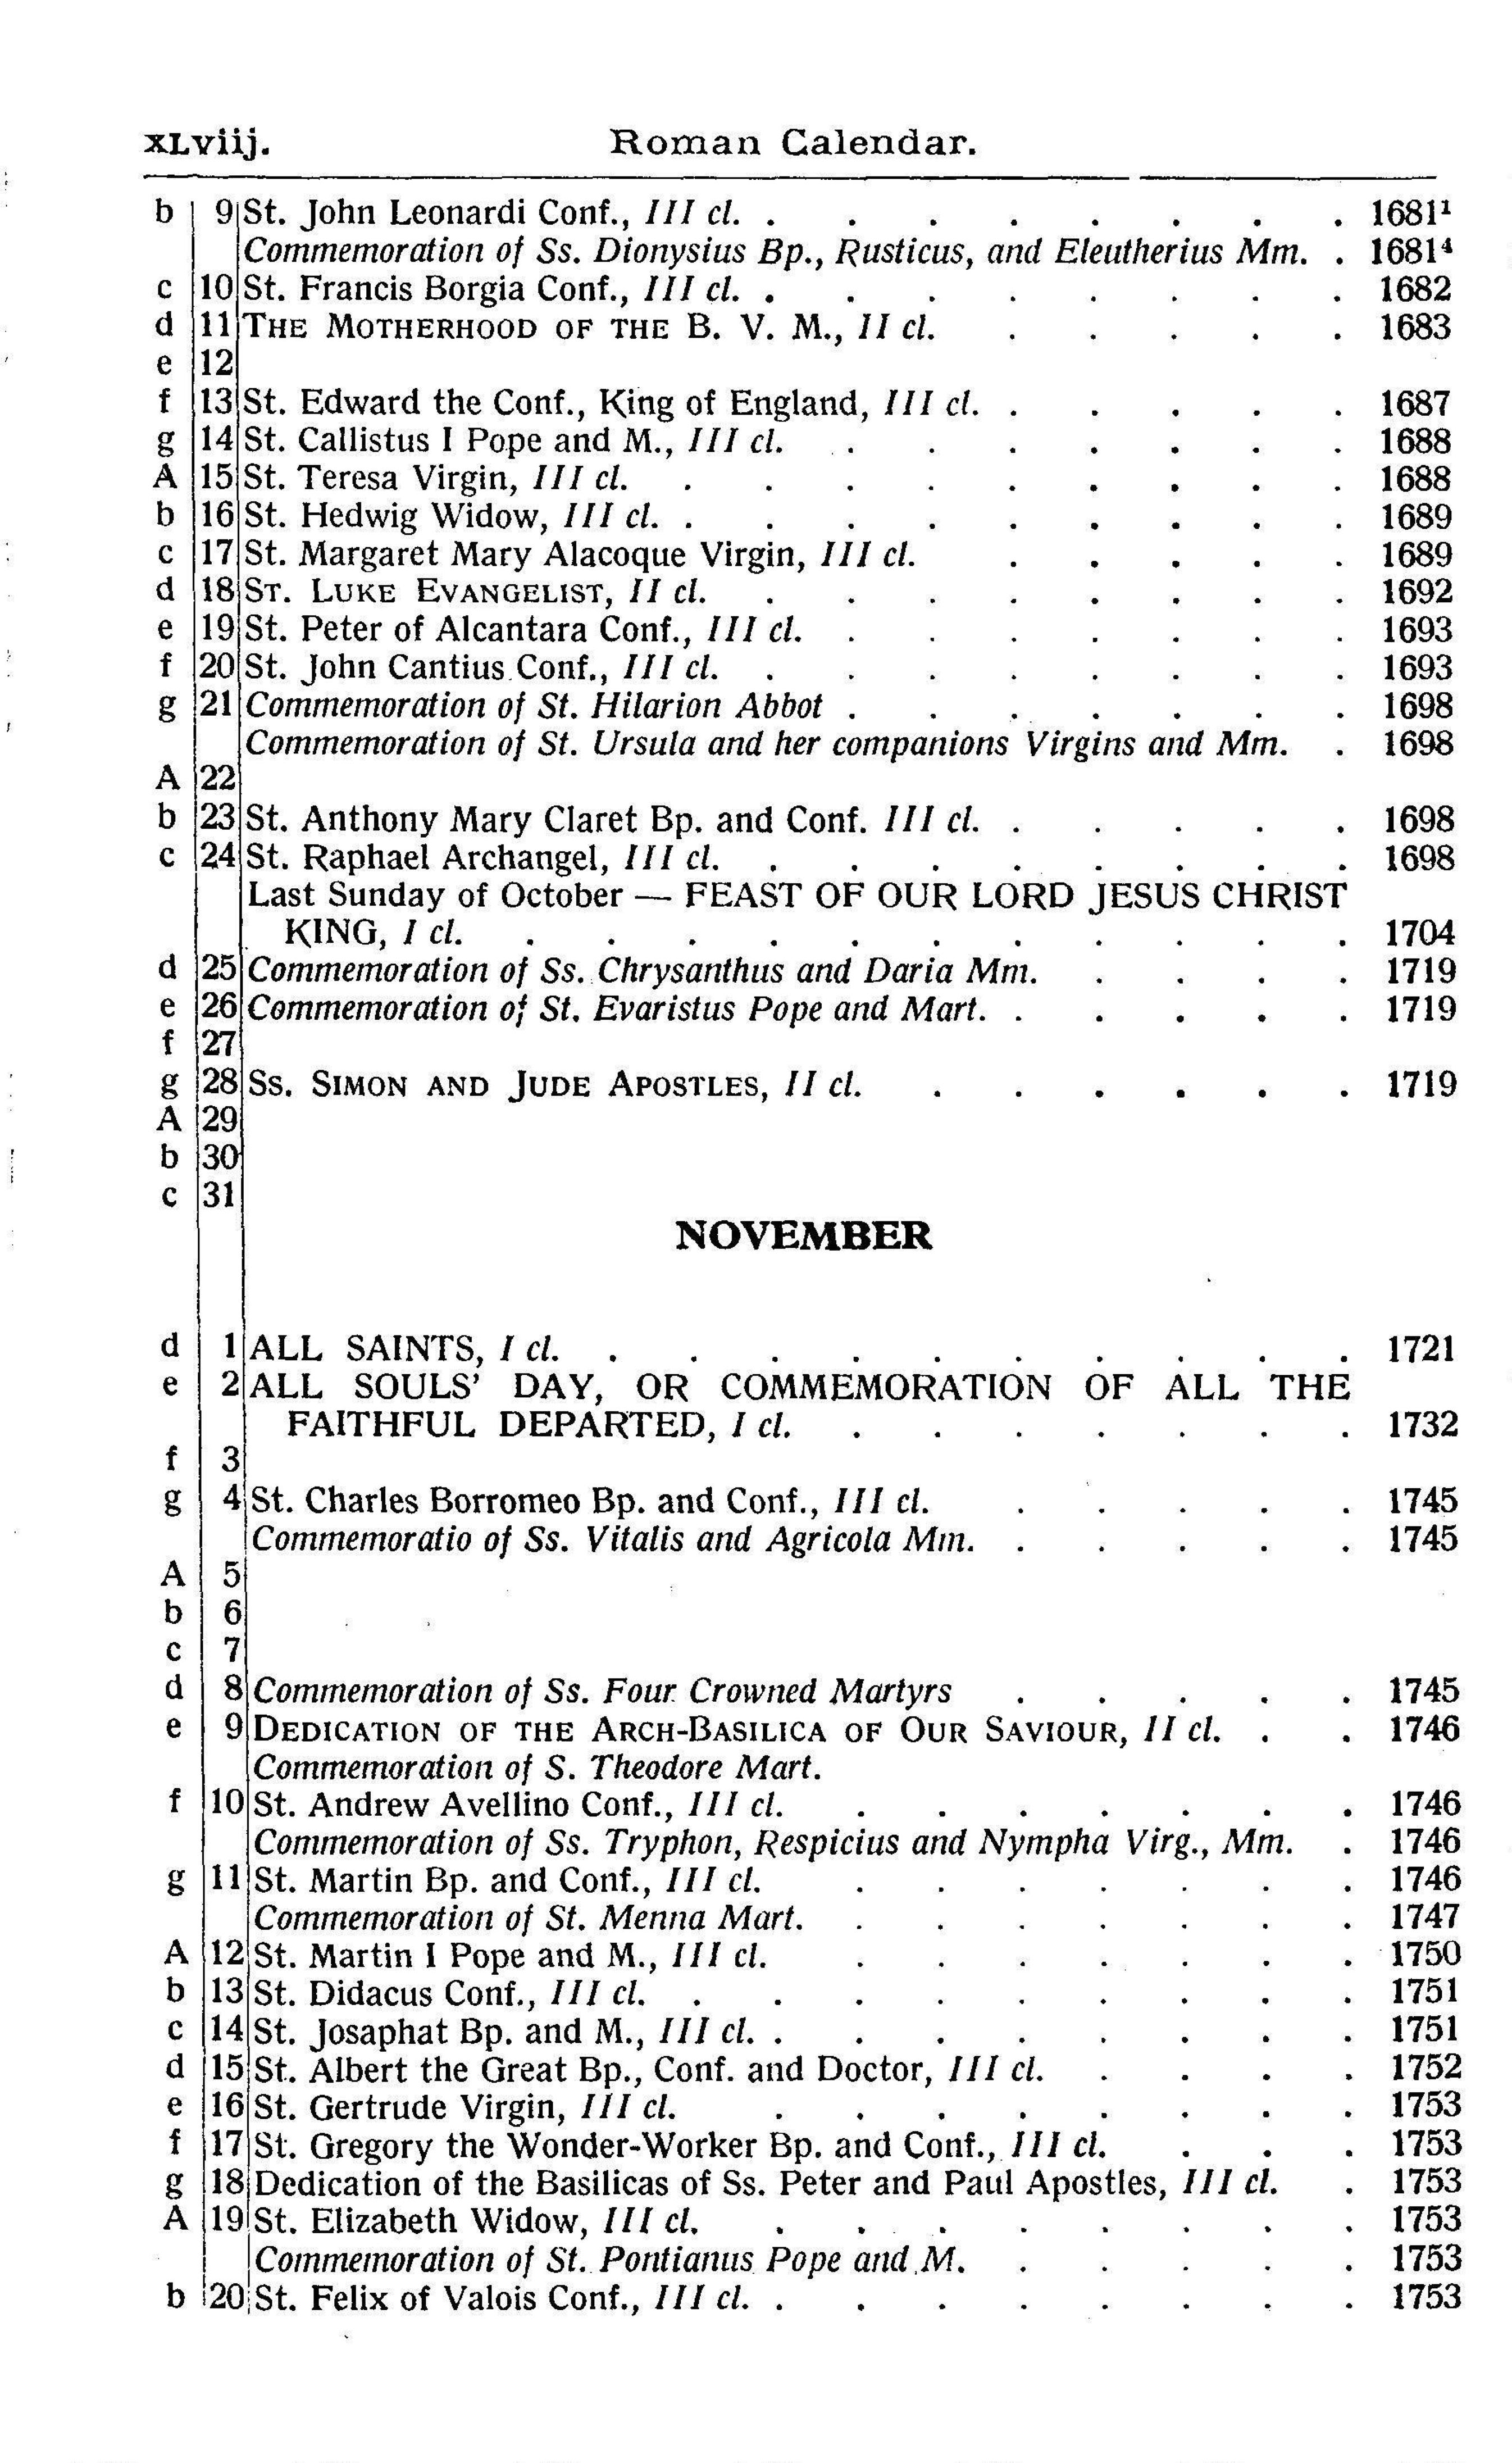 xLviij. Roman Calendar.
b 9 St. John Leonardi Conf., III cl. . . . . . . . . 1681¹
Commemoration of Ss. Dionysius Bp., Rusticus, and Eleutherius Mm. . 1681⁴
c 10 St. Francis Borgia Conf., III cl. . . . . . . . . 1682
d 11 THE MOTHERHOOD OF THE B. V. M., II cl. . . . . . 1683
e 12
f 13 St. Edward the Conf., King of England, III cl. . . . . . 1687
g 14 St. Callistus I Pope and M., III cl. . . . . . . . 1688
A 15 St. Teresa Virgin, III cl. . . . . . . . . . 1688
b 16 St. Hedwig Widow, III cl. . . . . . . . . . 1689
c 17 St. Margaret Mary Alacoque Virgin, III cl. . . . . . 1689
d 18 ST. LUKE EVANGELIST, II cl. . . . . . . . . 1692
e 19 St. Peter of Alcantara Conf., III cl. . . . . . . . 1693
f 20 St. John Cantius Conf., III cl. . . . . . . . . 1693
g 21 Commemoration of St. Hilarion Abbot . . . . . . . 1698
Commemoration of St. Ursula and her companions Virgins and Mm. . 1698
A 22
b 23 St. Anthony Mary Claret Bp. and Conf. III cl. . . . . . 1698
c 24 St. Raphael Archangel, III cl. . . . . . . . . 1698
Last Sunday of October — FEAST OF OUR LORD JESUS CHRIST
KING, I cl. . . . . . . . . . . . 1704
d 25 Commemoration of Ss. Chrysanthus and Daria Mm. . . . . 1719
e 26 Commemoration of St. Evaristus Pope and Mart. . . . . . 1719
f 27
g 28 SS. SIMON AND JUDE APOSTLES, II cl. . . . . . . 1719
A 29
b 30
c 31
NOVEMBER
d 1 ALL SAINTS, I cl. . . . . . . . . . . 1721
e 2 ALL SOULS' DAY, OR COMMEMORATION OF ALL THE
FAITHFUL DEPARTED, I cl. . . . . . . . 1732
f 3
g 4 St. Charles Borromeo Bp. and Conf., III cl. . . . . . 1745
Commemoratio of Ss. Vitalis and Agricola Mm. . . . . . 1745
A 5
b 6
c 7
d 8 Commemoration of Ss. Four Crowned Martyrs . . . . . 1745
e 9 DEDICATION OF THE ARCH-BASILICA OF OUR SAVIOUR, II cl. . . 1746
Commemoration of S. Theodore Mart.
f 10 St. Andrew Avellino Conf., III cl. . . . . . . . 1746
Commemoration of Ss. Tryphon, Respicius and Nympha Virg., Mm. . 1746
g 11 St. Martin Bp. and Conf., III cl. . . . . . . . 1746
Commemoration of St. Menna Mart. . . . . . . . 1747
A 12 St. Martin I Pope and M., III cl. . . . . . . . 1750
b 13 St. Didacus Conf., III cl. . . . . . . . . . 1751
c 14 St. Josaphat Bp. and M., III cl. . . . . . . . . 1751
d 15 St. Albert the Great Bp., Conf. and Doctor, III cl. . . . . 1752
e 16 St. Gertrude Virgin, III cl. . . . . . . . . 1753
f 17 St. Gregory the Wonder-Worker Bp. and Conf., III cl. . . . 1753
g 18 Dedication of the Basilicas of Ss. Peter and Paul Apostles, III cl. . 1753
A 19 St. Elizabeth Widow, III cl. . . . . . . . . 1753
Commemoration of St. Pontianus Pope and M. . . . . . 1753
b 20 St. Felix of Valois Conf., III cl. . . . . . . . . 1753